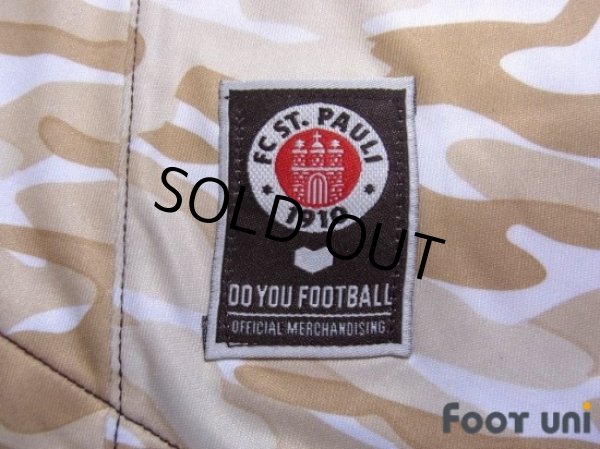 FC ST. PAULI
1910
SOLD OUT
DO YOU FOOTBALL
OFFICIAL MERCHANDISING
FOOT UNI